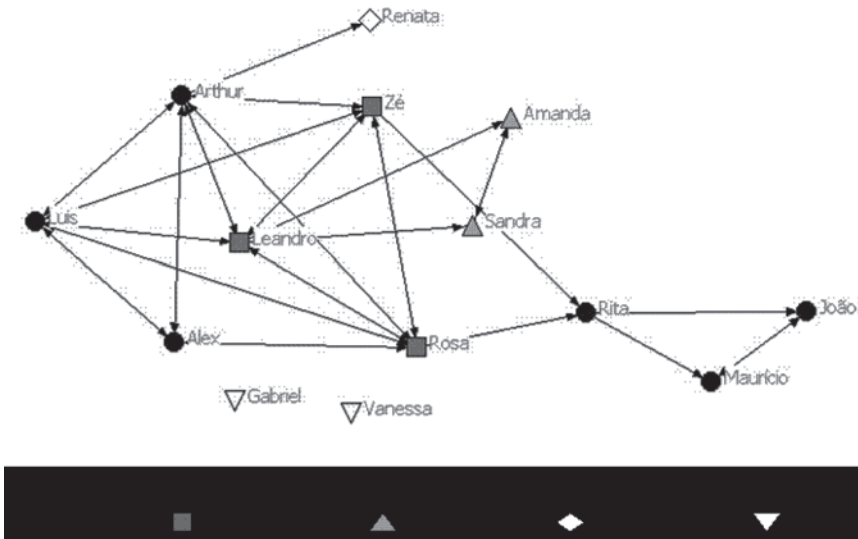 Renata
Arthur
Zé
Amanda
Luis
Leandro
Sandra
Rita
João
Alex
Rosa
Maurício
Gabriel
Vanessa